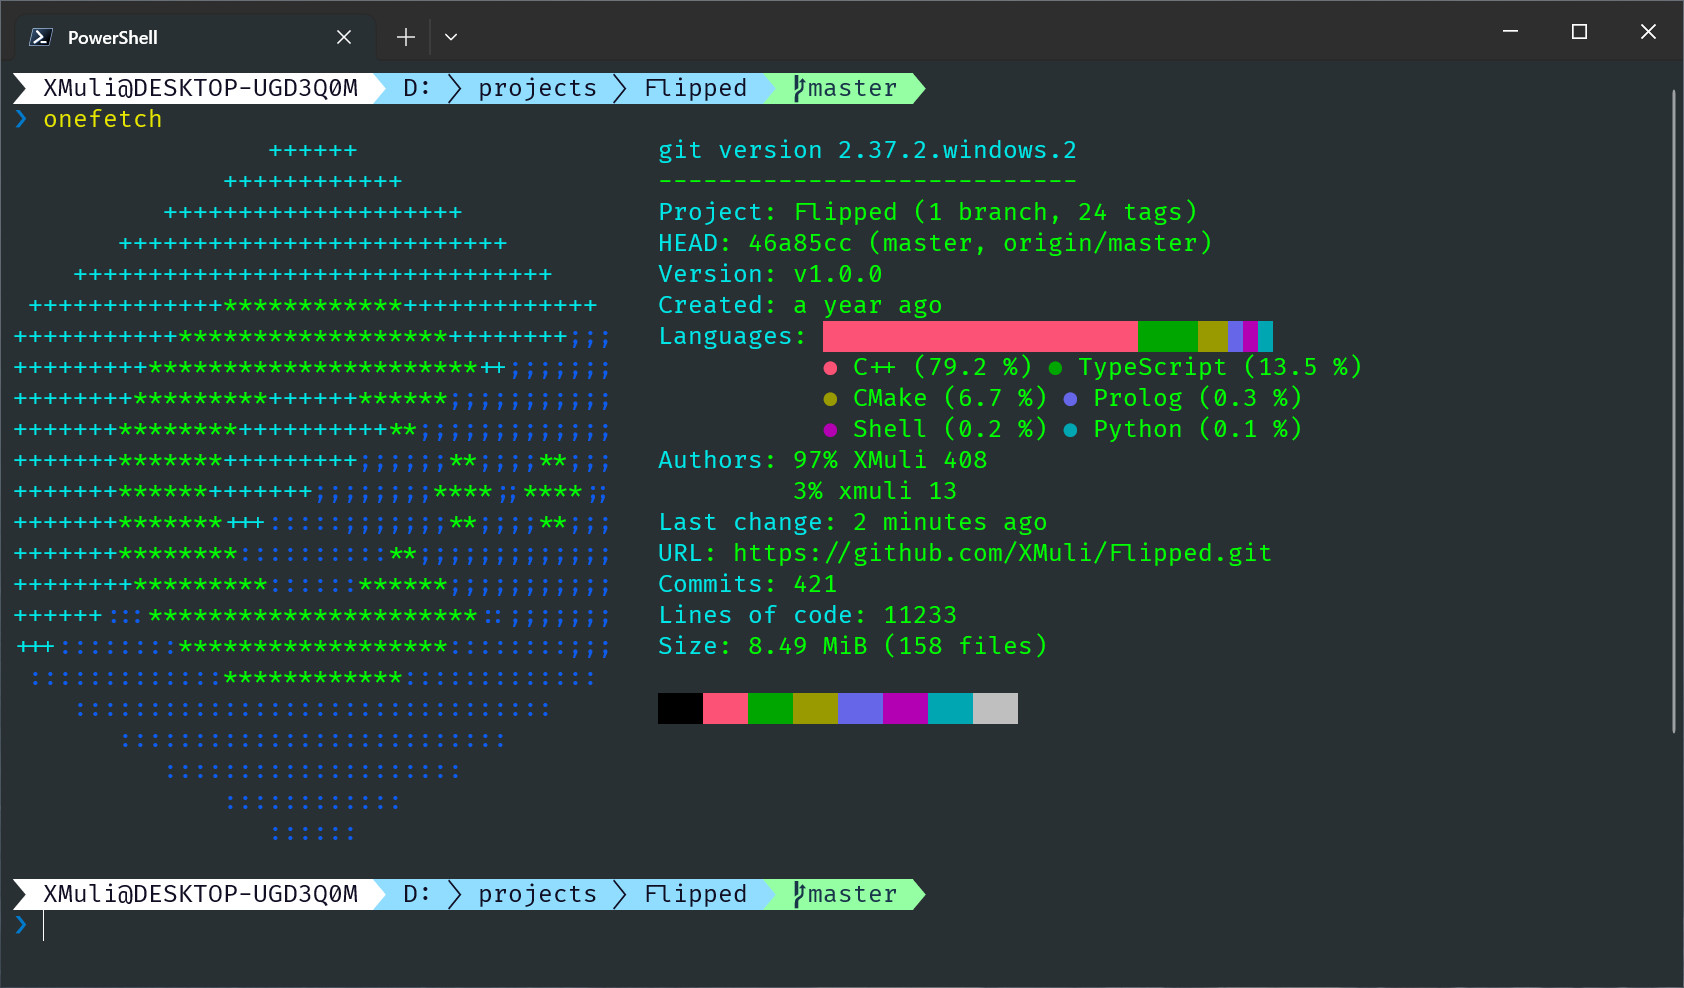 PowerShell
XMuli@DESKTOP-UGD3Q0M D: projects Flipped master
❯ onefetch
git version 2.37.2.windows.2
----------------------------
Project: Flipped (1 branch, 24 tags)
HEAD: 46a85cc (master, origin/master)
Version: v1.0.0
Created: a year ago
Languages:
● C++ (79.2 %) ● TypeScript (13.5 %)
● CMake (6.7 %) ● Prolog (0.3 %)
● Shell (0.2 %) ● Python (0.1 %)
Authors: 97% XMuli 408
3% xmuli 13
Last change: 2 minutes ago
URL: https://github.com/XMuli/Flipped.git
Commits: 421
Lines of code: 11233
Size: 8.49 MiB (158 files)
XMuli@DESKTOP-UGD3Q0M D: projects Flipped master
❯